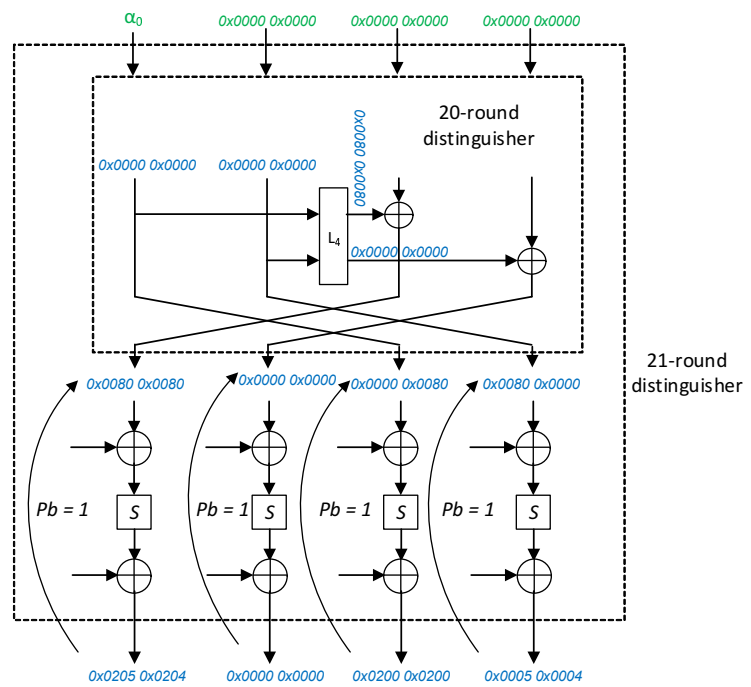 α0 0x0000 0x0000 0x0000 0x0000 0x0000 0x0000
20-round
distinguisher
0x0000 0x0000 0x0000 0x0000
0x0080 0x0080
L4
0x0000 0x0000
21-round
distinguisher
0x0080 0x0080 0x0000 0x0000 0x0000 0x0080 0x0080 0x0000
Pb = 1 S Pb = 1 S Pb = 1 S Pb = 1 S
0x0205 0x0204 0x0000 0x0000 0x0200 0x0200 0x0005 0x0004